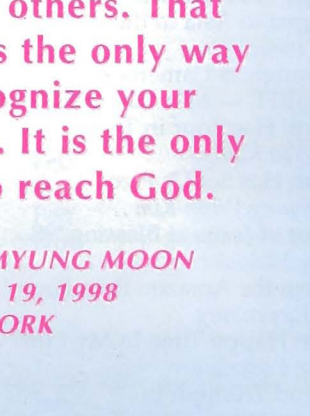 others. That
s the only way
ognize your
. It is the only
o reach God.
MYUNG MOON
19, 1998
ORK